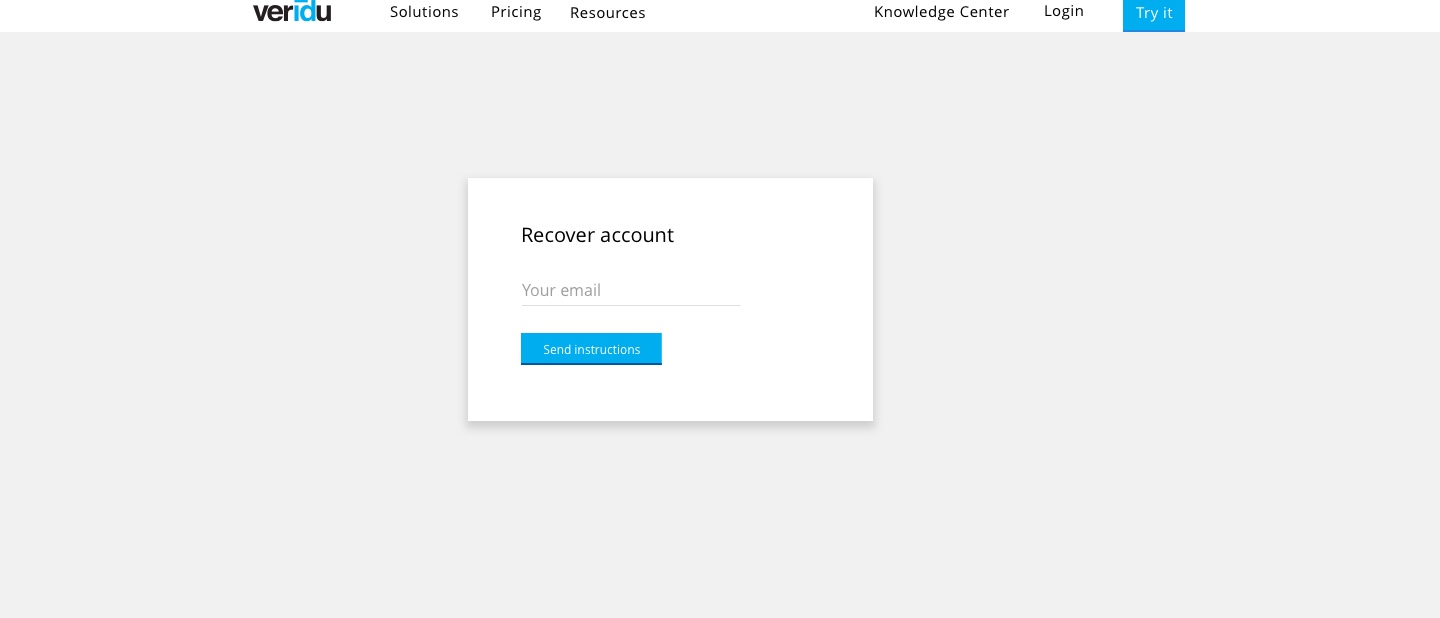 veridu Solutions Pricing Resources Knowledge Center Login Try it
Recover account
Your email
Send instructions